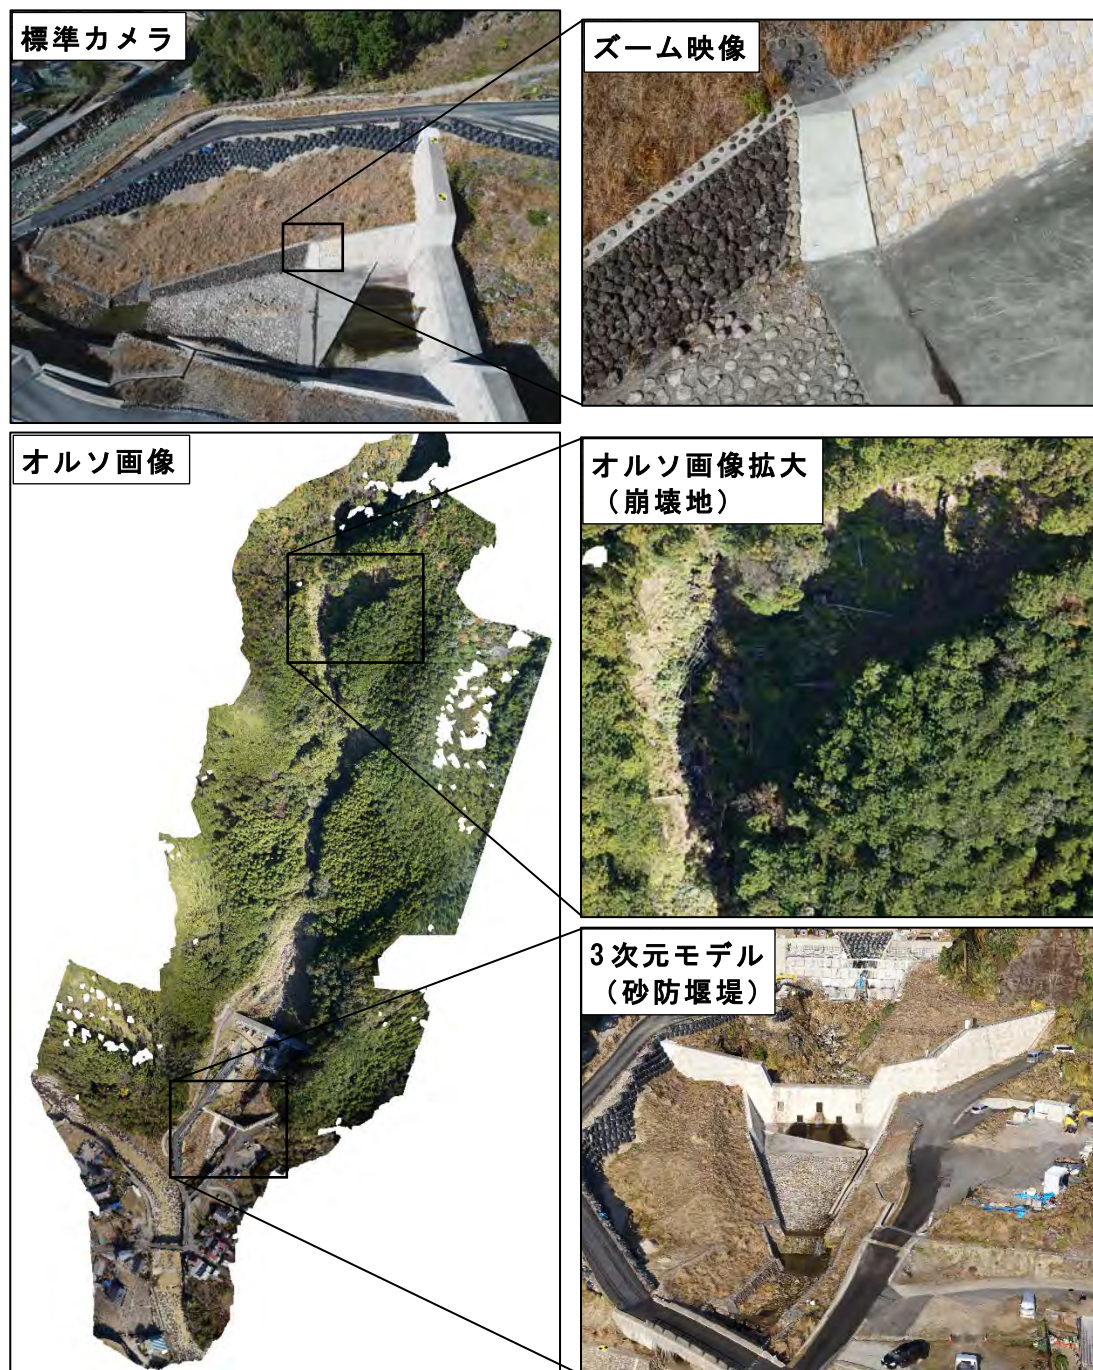 標準カメラ
ズーム映像
オルソ画像
オルソ画像拡大
（崩壊地）
3次元モデル
（砂防堰堤）